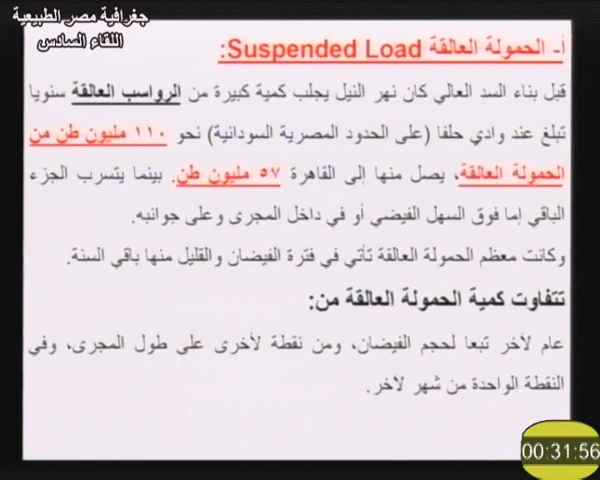 جغرافية مصر الطبيعية
اللقاء السادس
أ- الحمولة العالقة Suspended Load:
قبل بناء السد العالي كان نهر النيل يجلب كمية كبيرة من الرواسب العالقة سنويا
تبلغ عند وادي حلفا (على الحدود المصرية السودانية) نحو ١١٠ مليون طن من
الحمولة العالقة، يصل منها إلى القاهرة ٥٧ مليون طن. بينما يتسرب الجزء
الباقي إما فوق السهل الفيضي أو في داخل المجرى وعلى جوانبه.
وكانت معظم الحمولة العالقة تأتي في فترة الفيضان والقليل منها باقي السنة.
تتفاوت كمية الحمولة العالقة من:
عام لآخر تبعا لحجم الفيضان، ومن نقطة لأخرى على طول المجرى، وفي
النقطة الواحدة من شهر لآخر.
00:31:56